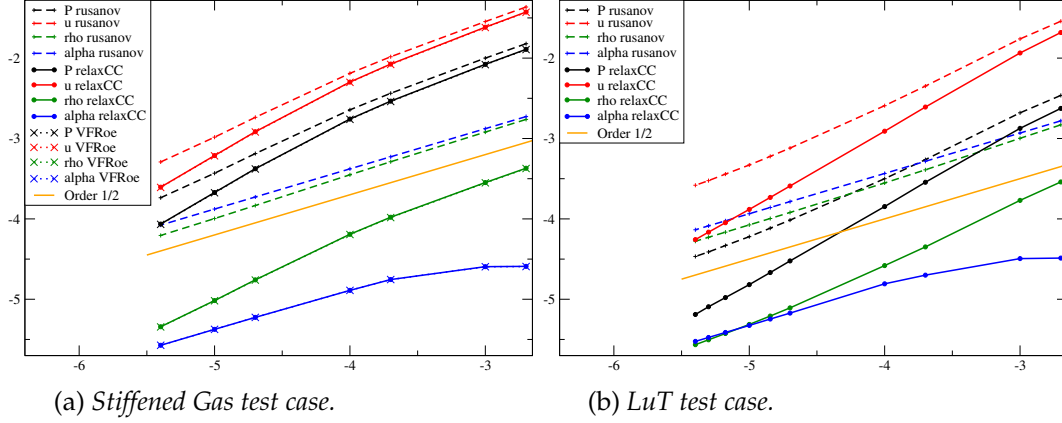 P rusanov
u rusanov
rho rusanov
alpha rusanov
P relaxCC
u relaxCC
rho relaxCC
alpha relaxCC
P VFRoe
u VFRoe
rho VFRoe
alpha VFRoe
Order 1/2
-2
-3
-4
-5
-6
-5
-4
-3
P rusanov
u rusanov
rho rusanov
alpha rusanov
P relaxCC
u relaxCC
rho relaxCC
alpha relaxCC
Order 1/2
-2
-3
-4
-5
-6
-5
-4
-3
(a) Stiffened Gas test case.
(b) LuT test case.